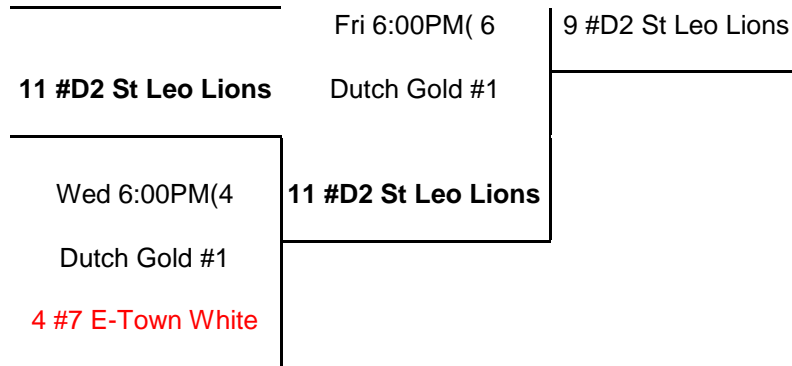 Fri 6:00PM( 6
9 #D2 St Leo Lions
11 #D2 St Leo Lions
Dutch Gold #1
Wed 6:00PM(4
11 #D2 St Leo Lions
Dutch Gold #1
4 #7 E-Town White